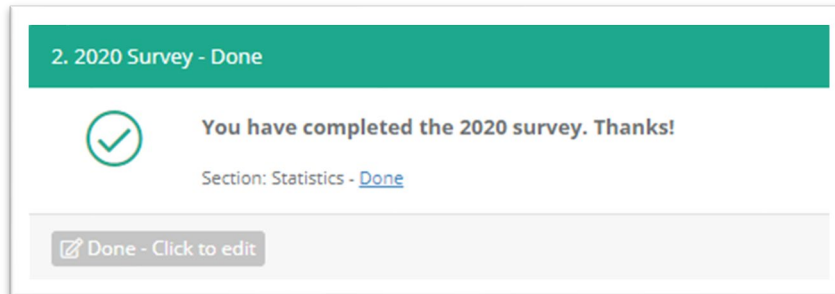 2. 2020 Survey - Done
You have completed the 2020 survey. Thanks!
Section: Statistics - Done
Done - Click to edit